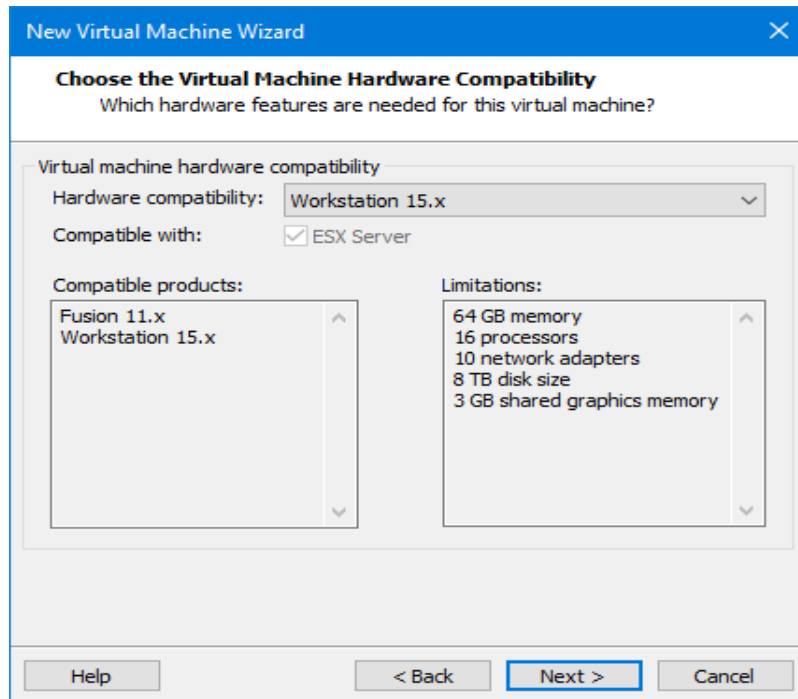 New Virtual Machine Wizard
Choose the Virtual Machine Hardware Compatibility
Which hardware features are needed for this virtual machine?
Virtual machine hardware compatibility
Hardware compatibility: Workstation 15.x
Compatible with: ESX Server
Compatible products:
Fusion 11.x
Workstation 15.x
Limitations:
64 GB memory
16 processors
10 network adapters
8 TB disk size
3 GB shared graphics memory
Help < Back Next > Cancel